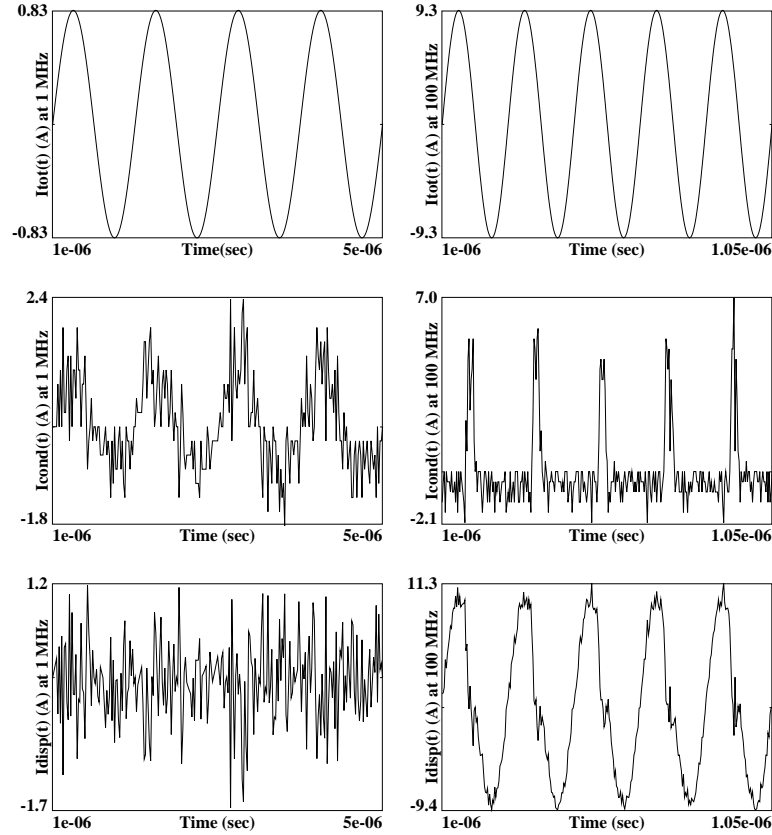 0.83
Itot(t) (A) at 1 MHz
-0.83
1e-06 Time(sec) 5e-06
9.3
Itot(t) (A) at 100 MHz
-9.3
1e-06 Time (sec) 1.05e-06
2.4
Icond(t) (A) at 1 MHz
-1.8
1e-06 Time (sec) 5e-06
7.0
Icond(t) (A) at 100 MHz
-2.1
1e-06 Time (sec) 1.05e-06
1.2
Idisp(t) (A) at 1 MHz
-1.7
1e-06 Time (sec) 5e-06
11.3
Idisp(t) (A) at 100 MHz
-9.4
1e-06 Time (sec) 1.05e-06